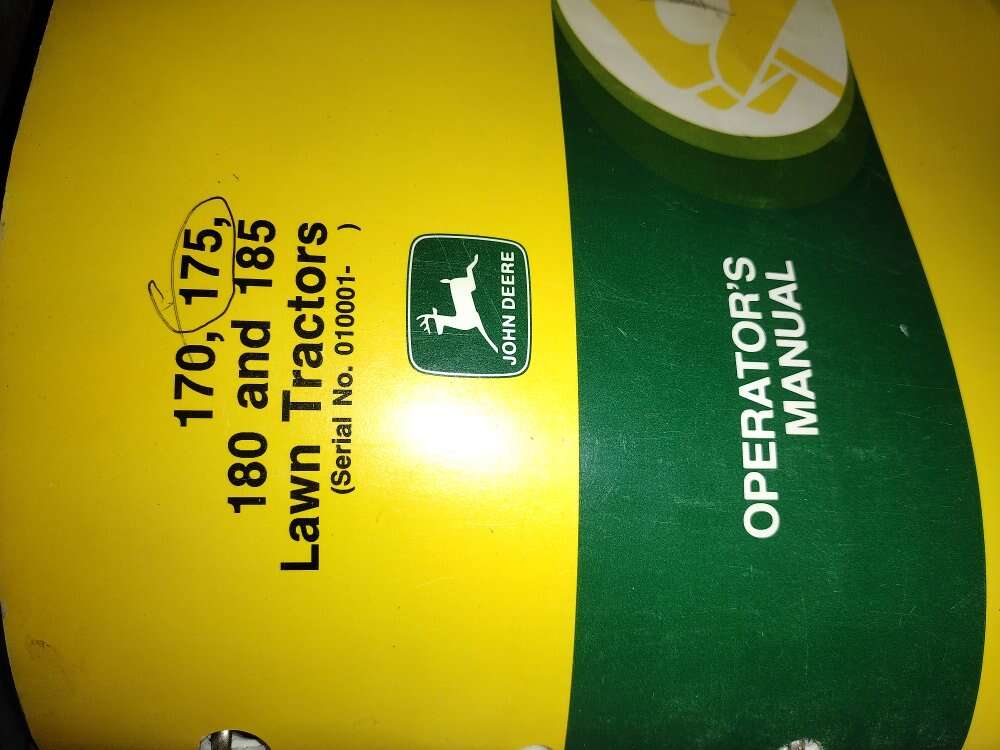 170, 175,
180 and 185
Lawn Tractors
(Serial No. 010001-      )
JOHN DEERE
OPERATOR'S
MANUAL